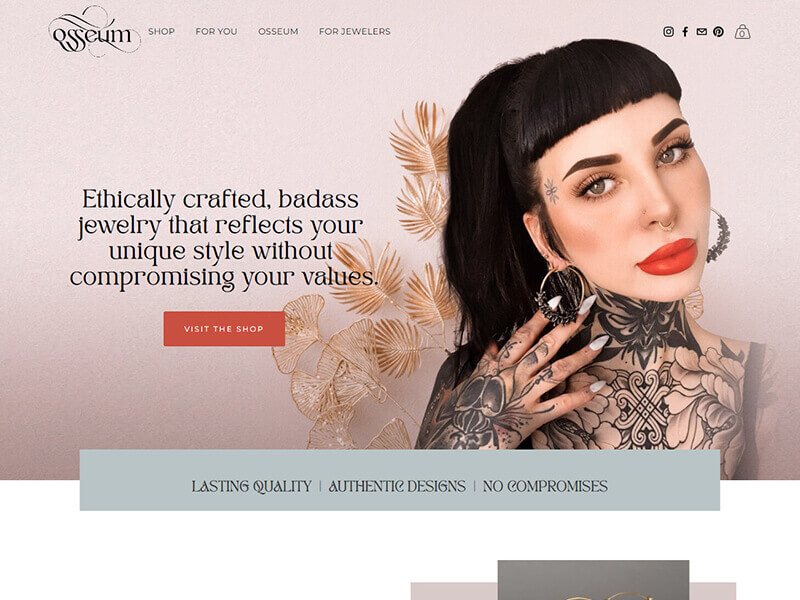 osseum
SHOP FOR YOU OSSEUM FOR JEWELERS
0
Ethically crafted, badass
jewelry that reflects your
unique style without
compromising your values.
VISIT THE SHOP
LASTING QUALITY | AUTHENTIC DESIGNS | NO COMPROMISES